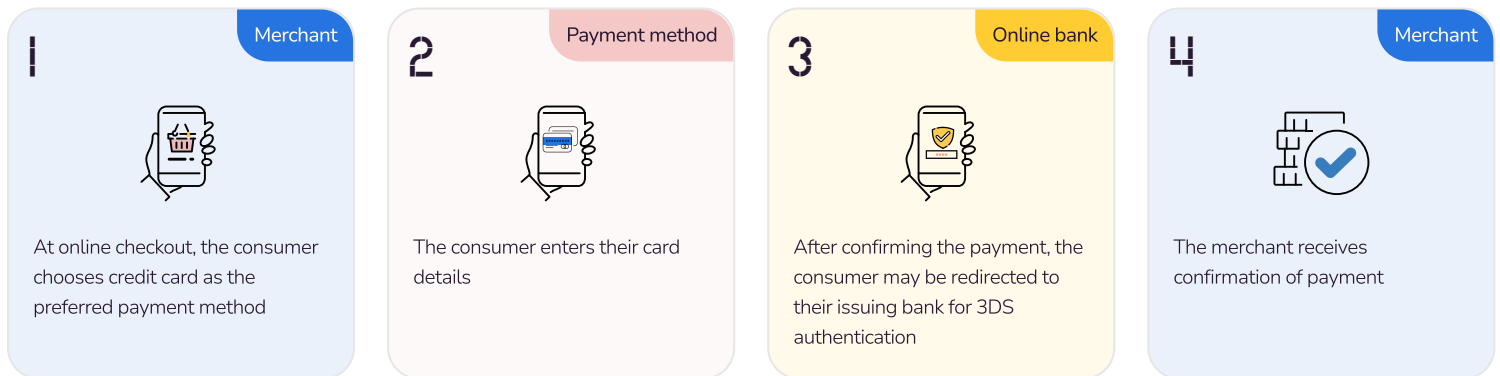 1
Merchant
At online checkout, the consumer
chooses credit card as the
preferred payment method
2
Payment method
The consumer enters their card
details
3
Online bank
After confirming the payment, the
consumer may be redirected to
their issuing bank for 3DS
authentication
4
Merchant
The merchant receives
confirmation of payment